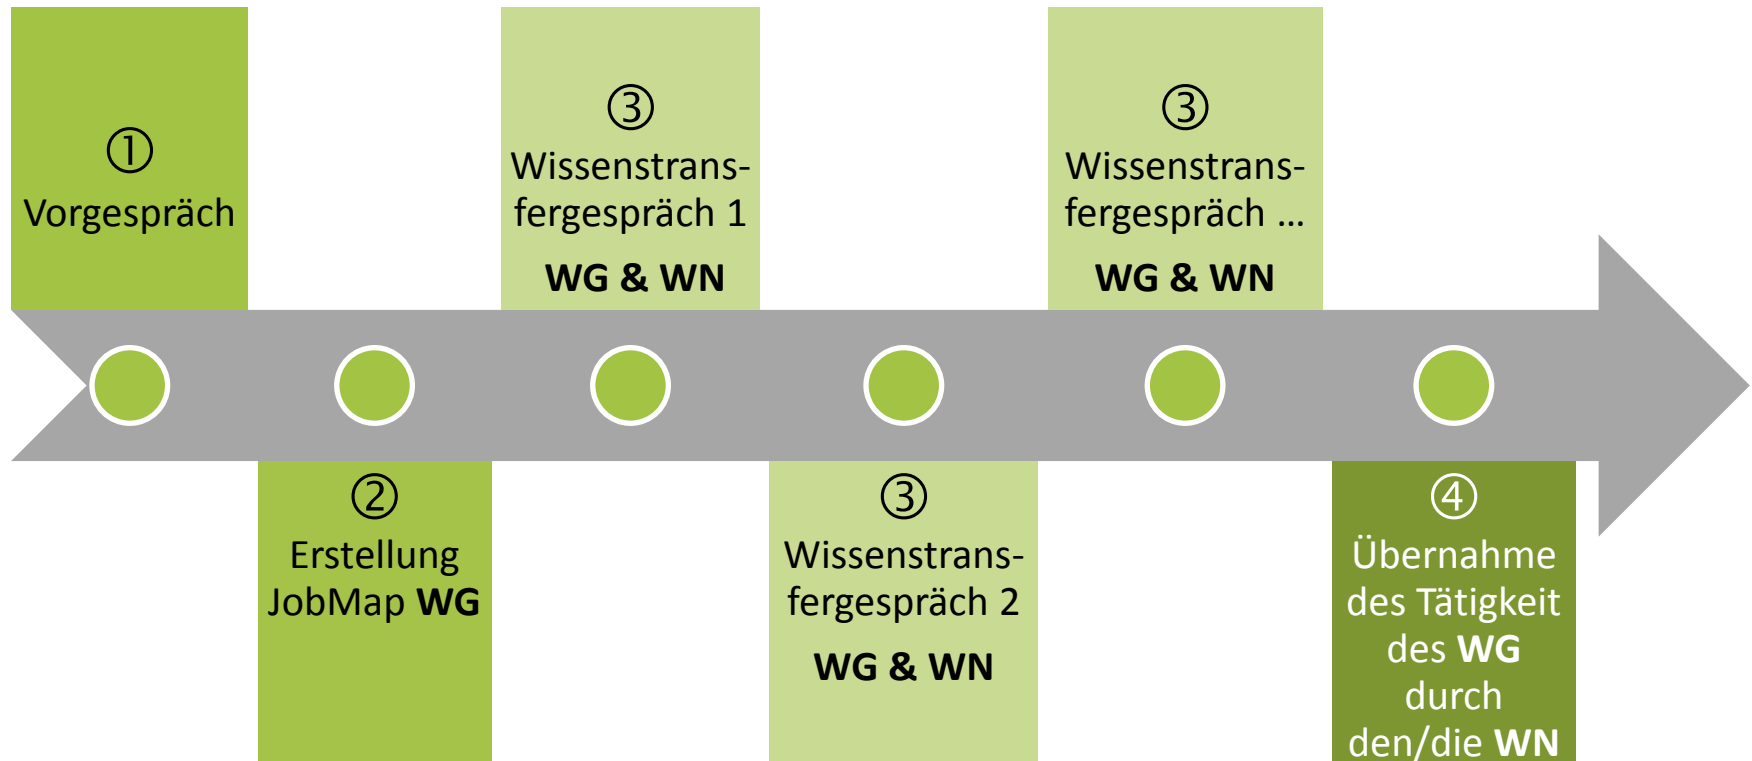 ①
Vorgespräch
②
Erstellung
JobMap WG
③
Wissenstrans-
fergespräch 1
WG & WN
③
Wissenstrans-
fergespräch 2
WG & WN
③
Wissenstrans-
fergespräch ...
WG & WN
④
Übernahme
des Tätigkeit
des WG
durch
den/die WN